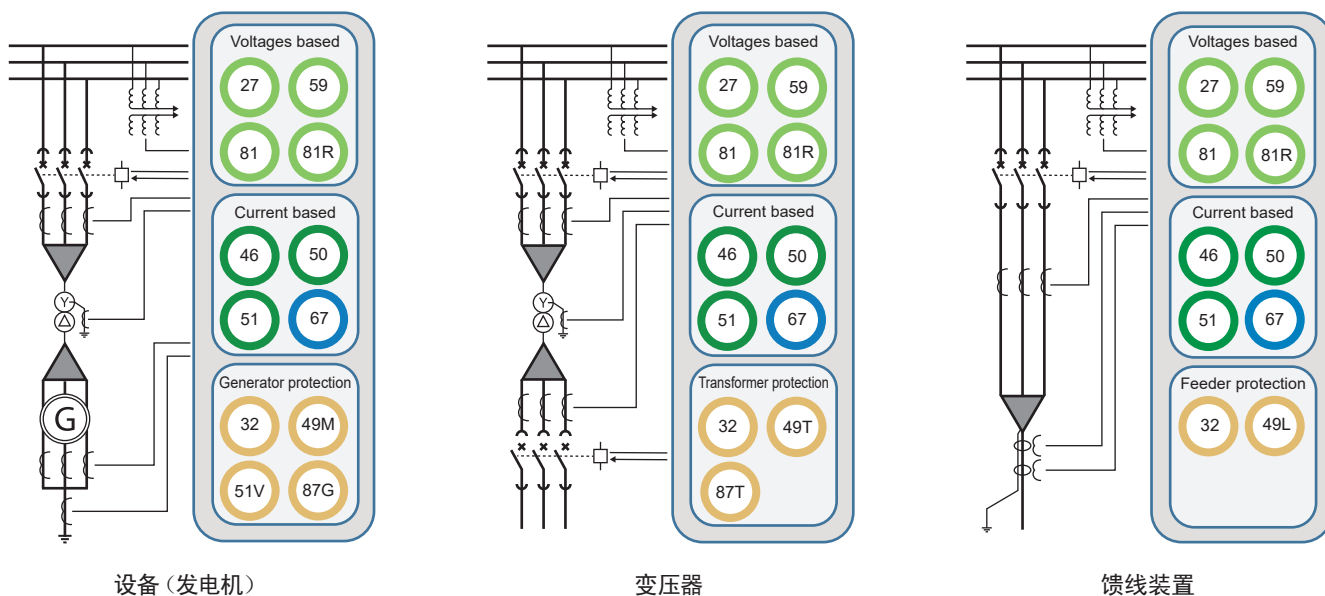 Voltages based
27 59
81 81R
Current based
46 50
51 67
Generator protection
32 49M
51V 87G
Y
G
设备（发电机）
Voltages based
27 59
81 81R
Current based
46 50
51 67
Transformer protection
32 49T
87T
Y
变压器
Voltages based
27 59
81 81R
Current based
46 50
51 67
Feeder protection
32 49L
馈线装置